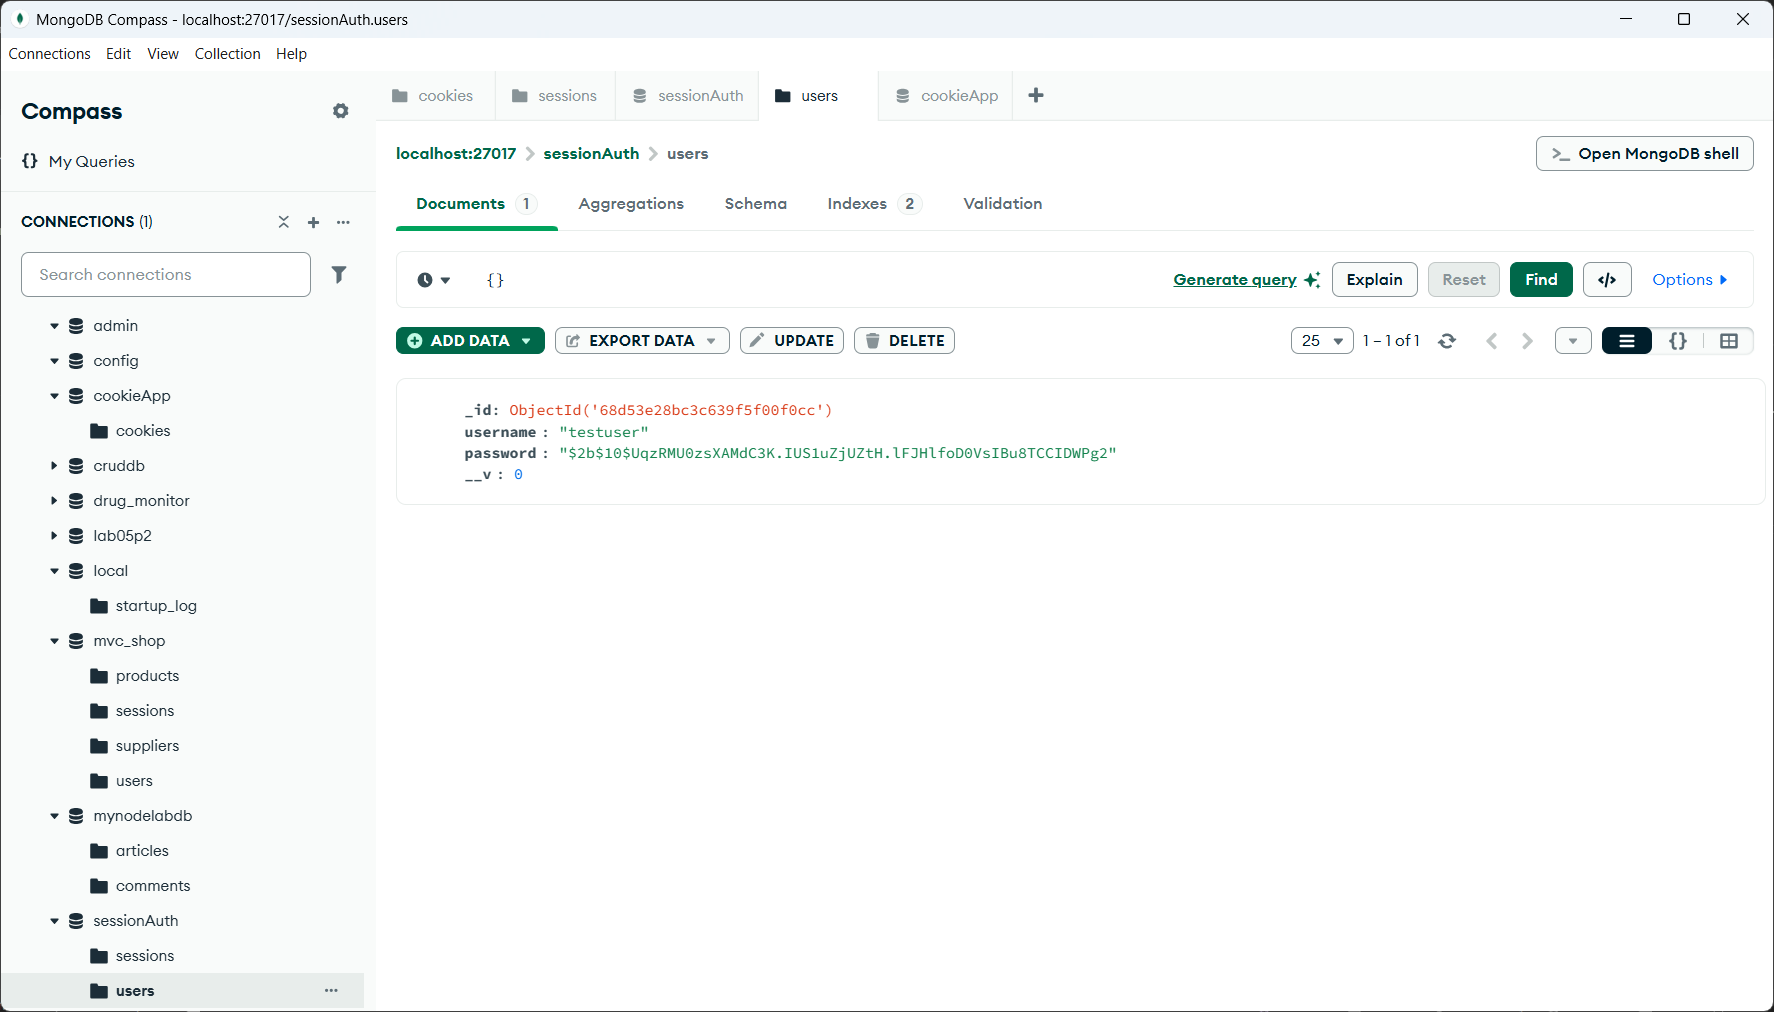 MongoDB Compass - localhost:27017/sessionAuth.users
Connections Edit View Collection Help
Compass
{} My Queries
CONNECTIONS (1)
Search connections
admin
config
cookieApp
cookies
cruddb
drug_monitor
lab05p2
local
startup_log
mvc_shop
products
sessions
suppliers
users
mynodelabdb
articles
comments
sessionAuth
sessions
users
cookies sessions sessionAuth users cookieApp
localhost:27017 > sessionAuth > users
>_ Open MongoDB shell
Documents 1 Aggregations Schema Indexes 2 Validation
{} Generate query Explain Reset Find </> Options
ADD DATA EXPORT DATA UPDATE DELETE 25 1 – 1 of 1 {}
_id: ObjectId('68d53e28bc3c639f5f00f0cc')
username : "testuser"
password : "$2b$10$UqzRMU0zsXAMdC3K.IUS1uZjUZtH.lFJHlfoD0VsIBu8TCCIDWPg2"
__v : 0